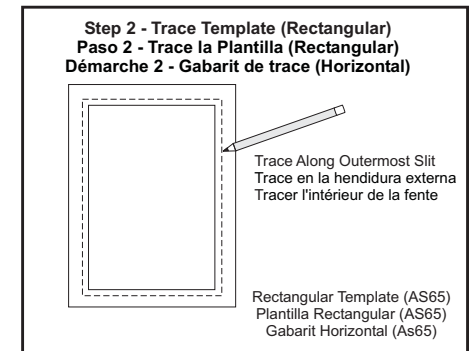 Step 2 - Trace Template (Rectangular)
Paso 2 - Trace la Plantilla (Rectangular)
Démarche 2 - Gabarit de trace (Horizontal)
Trace Along Outermost Slit
Trace en la hendidura externa
Tracer l'intérieur de la fente
Rectangular Template (AS65)
Plantilla Rectangular (AS65)
Gabarit Horizontal (As65)